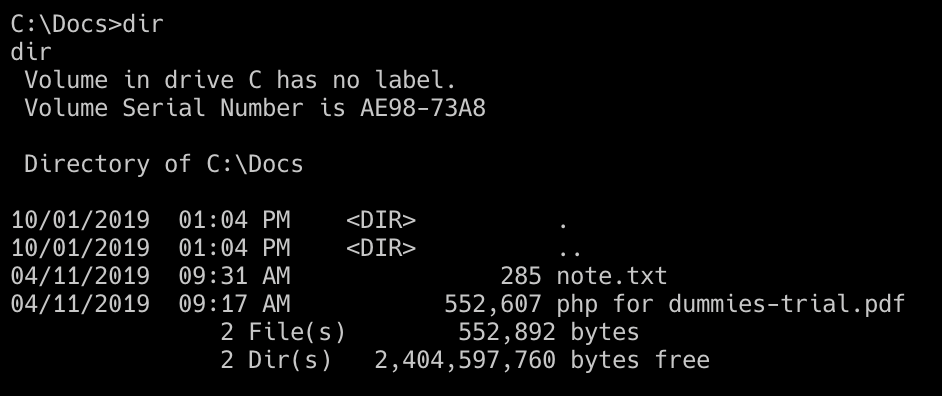 C:\Docs>dir
dir
 Volume in drive C has no label.
 Volume Serial Number is AE98-73A8

 Directory of C:\Docs

10/01/2019  01:04 PM    <DIR>          .
10/01/2019  01:04 PM    <DIR>          ..
04/11/2019  09:31 AM               285 note.txt
04/11/2019  09:17 AM           552,607 php for dummies-trial.pdf
               2 File(s)        552,892 bytes
               2 Dir(s)   2,404,597,760 bytes free